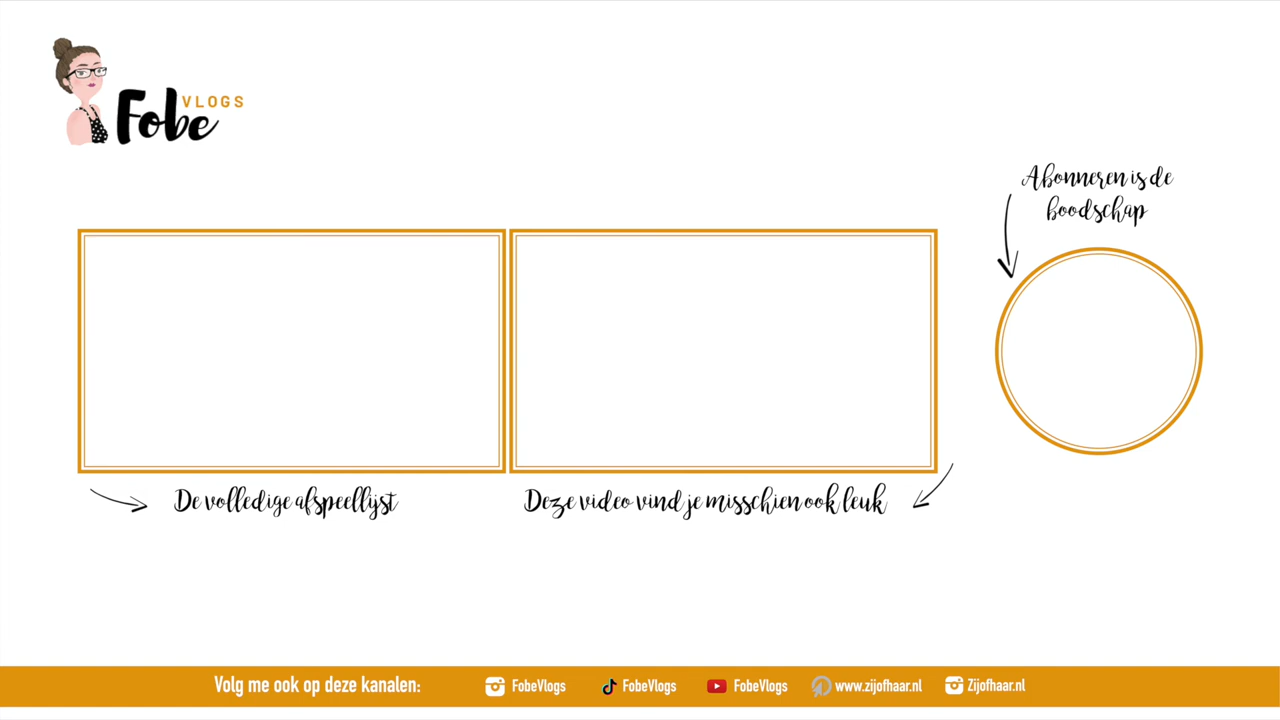 VLOGS
Fobe
Abonneren is de
boodschap
De volledige afspeellijst
Deze video vind je misschien ook leuk
Volg me ook op deze kanalen: FobeVlogs FobeVlogs FobeVlogs www.zijofhaar.nl Zijofhaar.nl